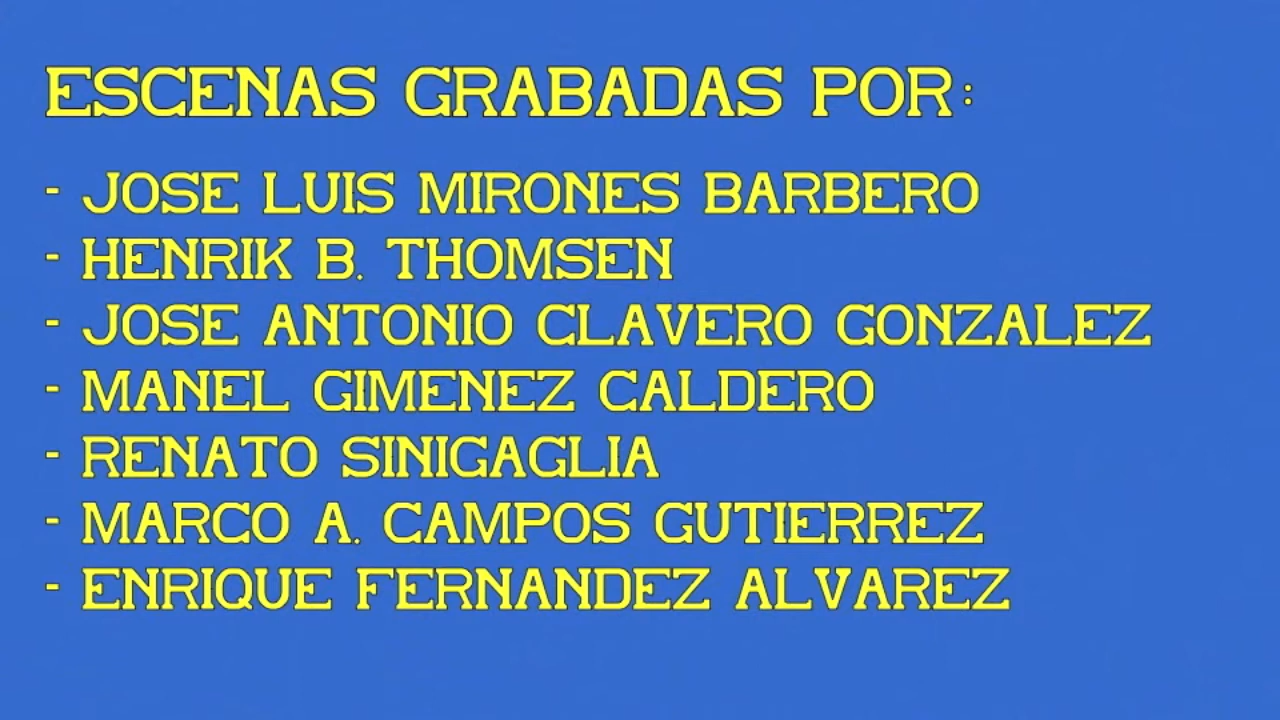 ESCENAS GRABADAS POR:
- JOSE LUIS MIRONES BARBERO
- HENRIK B. THOMSEN
- JOSE ANTONIO CLAVERO GONZALEZ
- MANEL GIMENEZ CALDERO
- RENATO SINIGAGLIA
- MARCO A. CAMPOS GUTIERREZ
- ENRIQUE FERNANDEZ ALVAREZ